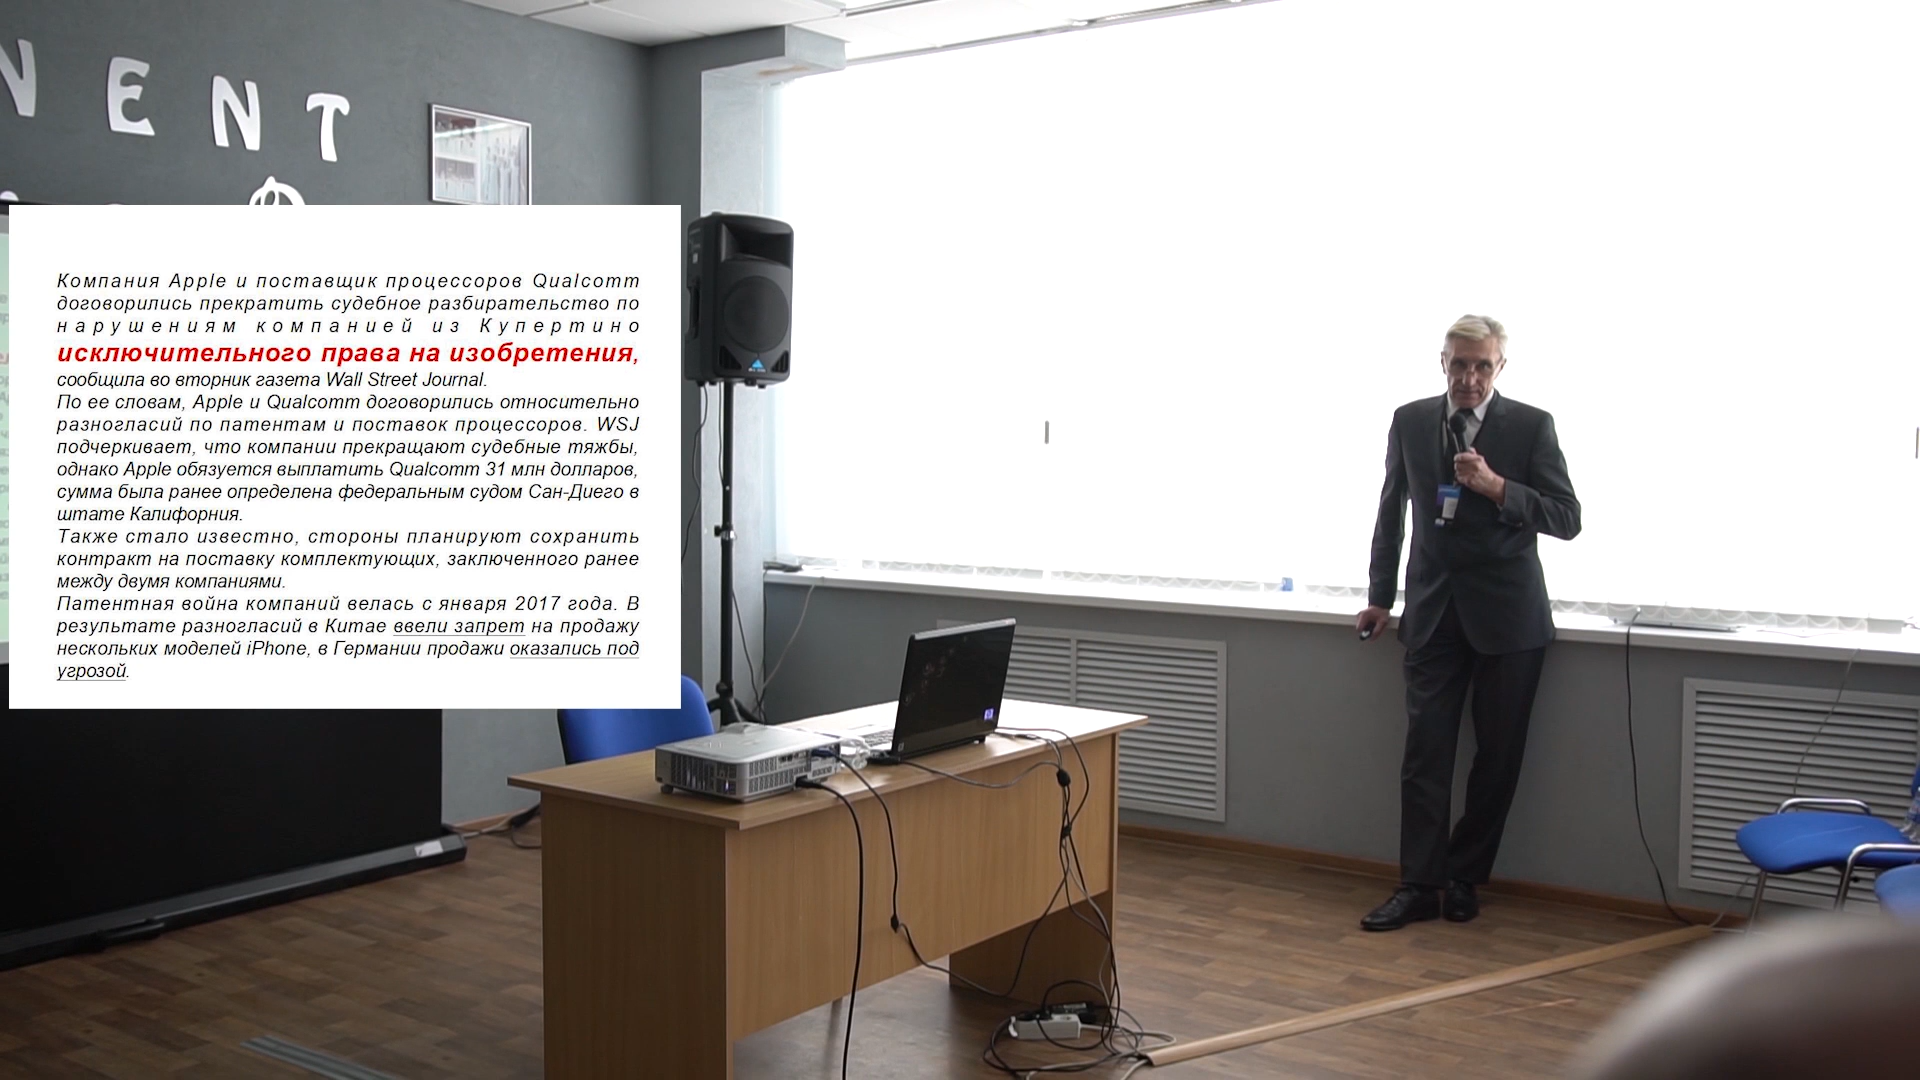 NENT
Компания Apple и поставщик процессоров Qualcomm
договорились прекратить судебное разбирательство по
нарушениям компанией из Купертино
исключительного права на изобретения,
сообщила во вторник газета Wall Street Journal.
По ее словам, Apple и Qualcomm договорились относительно
разногласий по патентам и поставок процессоров. WSJ
подчеркивает, что компании прекращают судебные тяжбы,
однако Apple обязуется выплатить Qualcomm 31 млн долларов,
сумма была ранее определена федеральным судом Сан-Диего в
штате Калифорния.
Также стало известно, стороны планируют сохранить
контракт на поставку комплектующих, заключенного ранее
между двумя компаниями.
Патентная война компаний велась с января 2017 года. В
результате разногласий в Китае ввели запрет на продажу
нескольких моделей iPhone, в Германии продажи оказались под
угрозой.